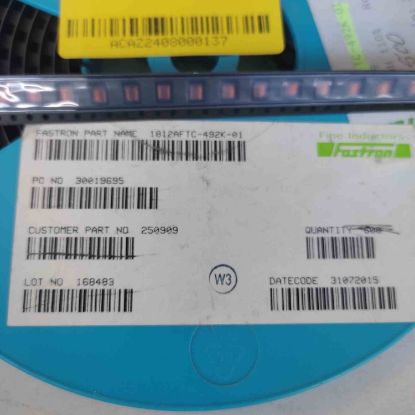 ACAZ2408000137
Fine Inductors
FASTRON PART NAME 1812AFTC-492K-01
Fastron
PO NO 30019695
CUSTOMER PART NO 250909
QUANTITY 600
W3
LOT NO 168483
DATECODE 31072015